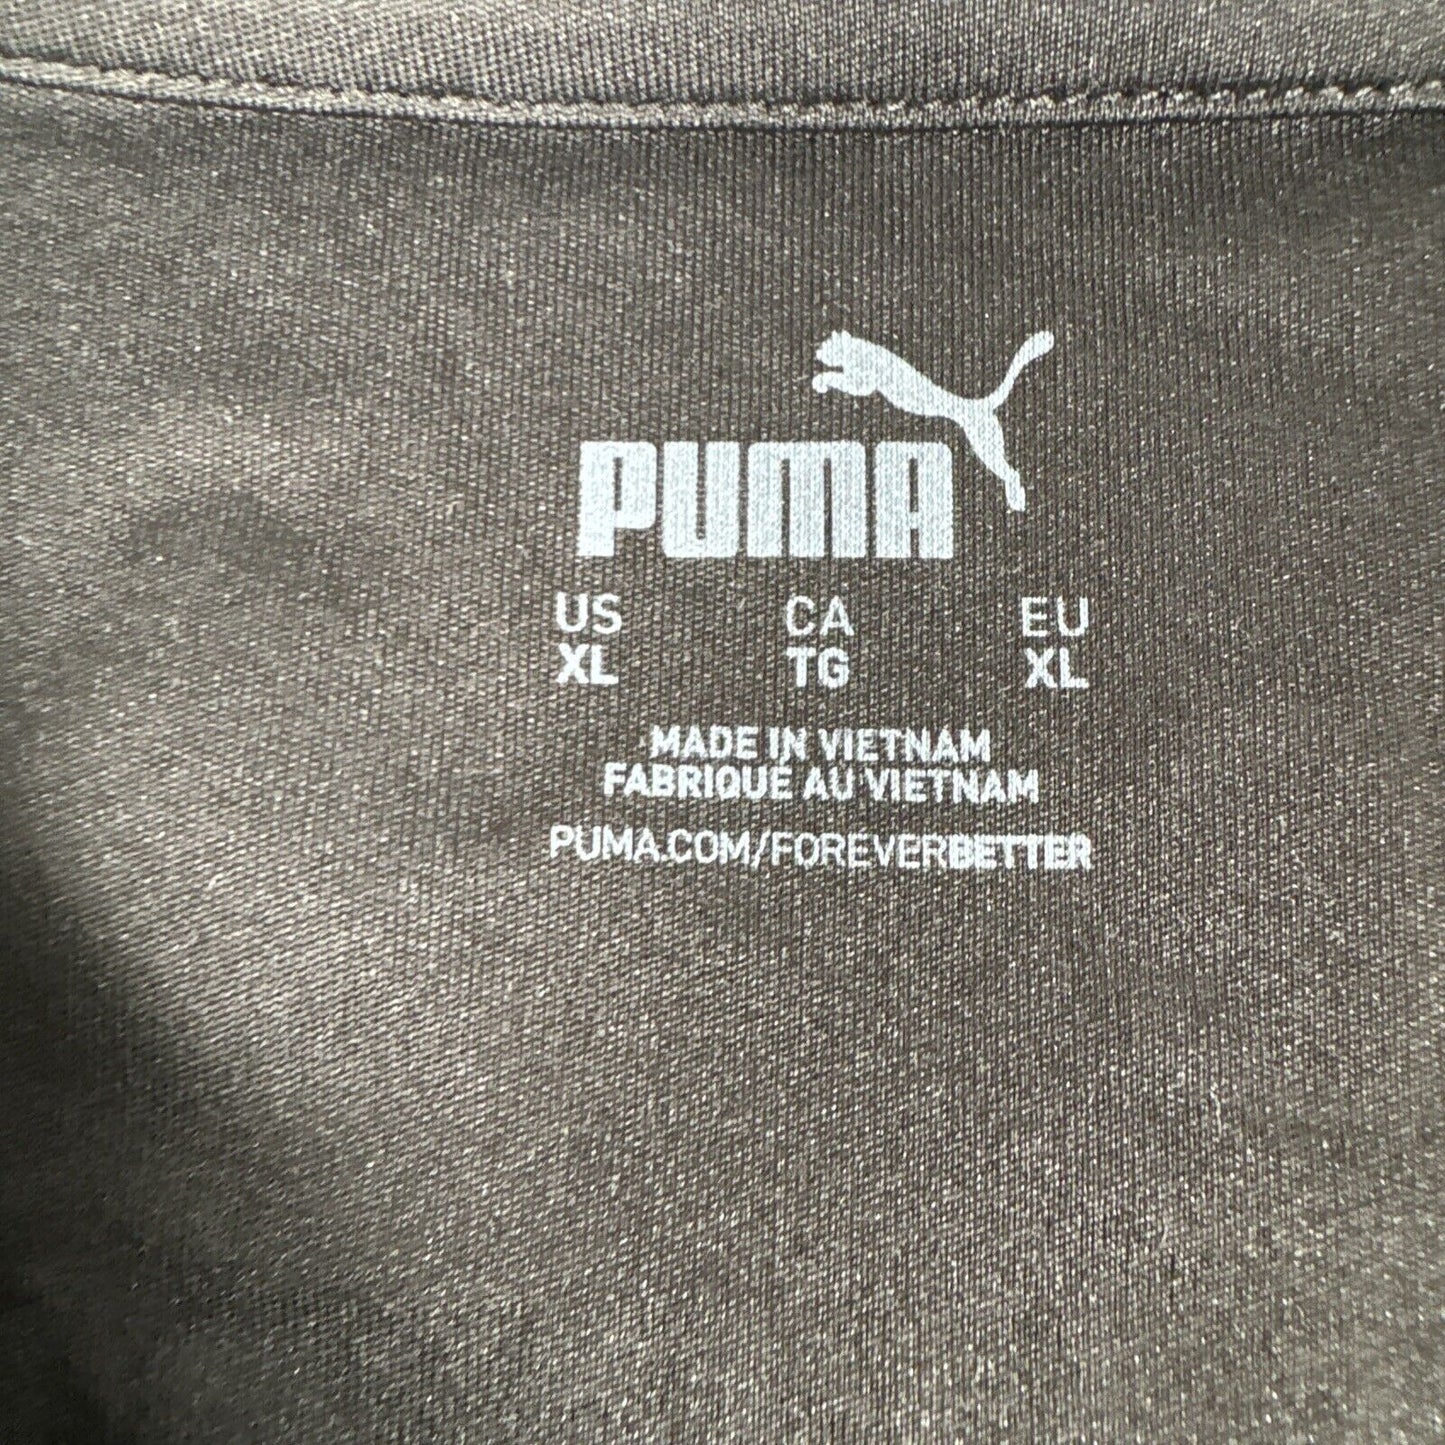 PUMA
US CA EU
XL TG XL
MADE IN VIETNAM
FABRIQUE AU VIETNAM
PUMA.COM/FOREVERBETTER